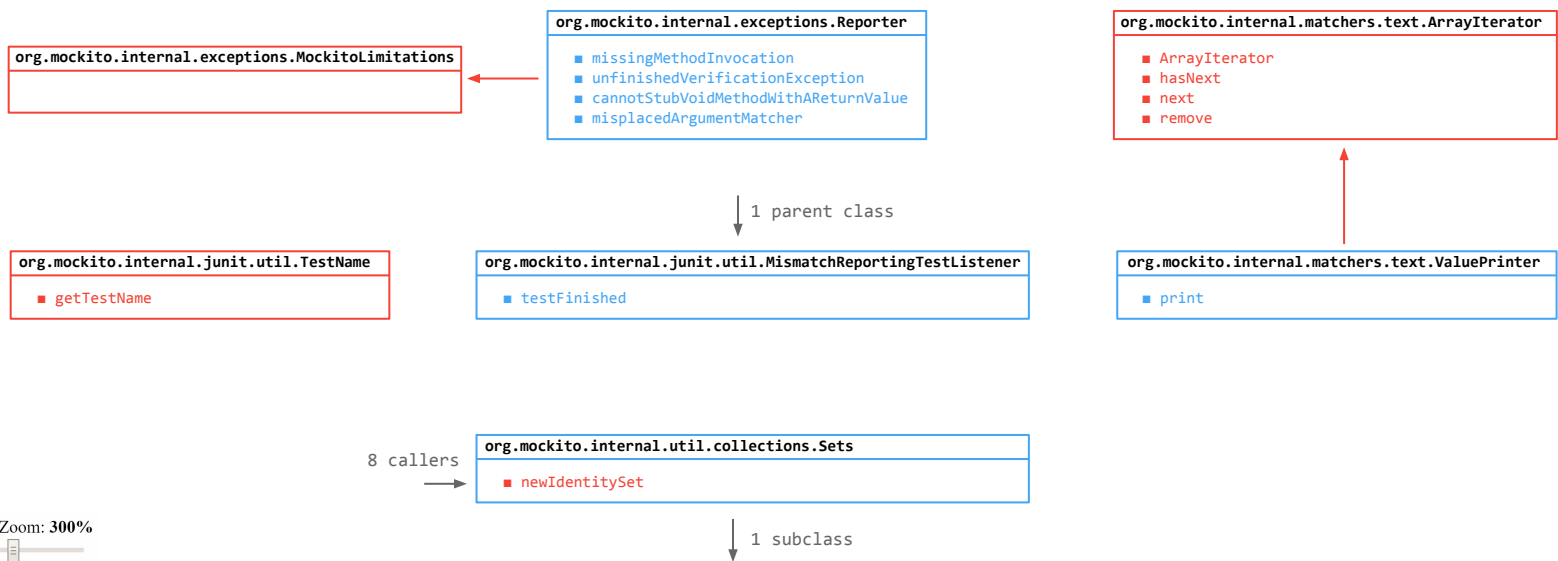 org.mockito.internal.exceptions.MockitoLimitations
org.mockito.internal.exceptions.Reporter
missingMethodInvocation
unfinishedVerificationException
cannotStubVoidMethodWithAReturnValue
misplacedArgumentMatcher
org.mockito.internal.matchers.text.ArrayIterator
ArrayIterator
hasNext
next
remove
1 parent class
org.mockito.internal.junit.util.TestName
getTestName
org.mockito.internal.junit.util.MismatchReportingTestListener
testFinished
org.mockito.internal.matchers.text.ValuePrinter
print
8 callers
org.mockito.internal.util.collections.Sets
newIdentitySet
Zoom: 300%
1 subclass